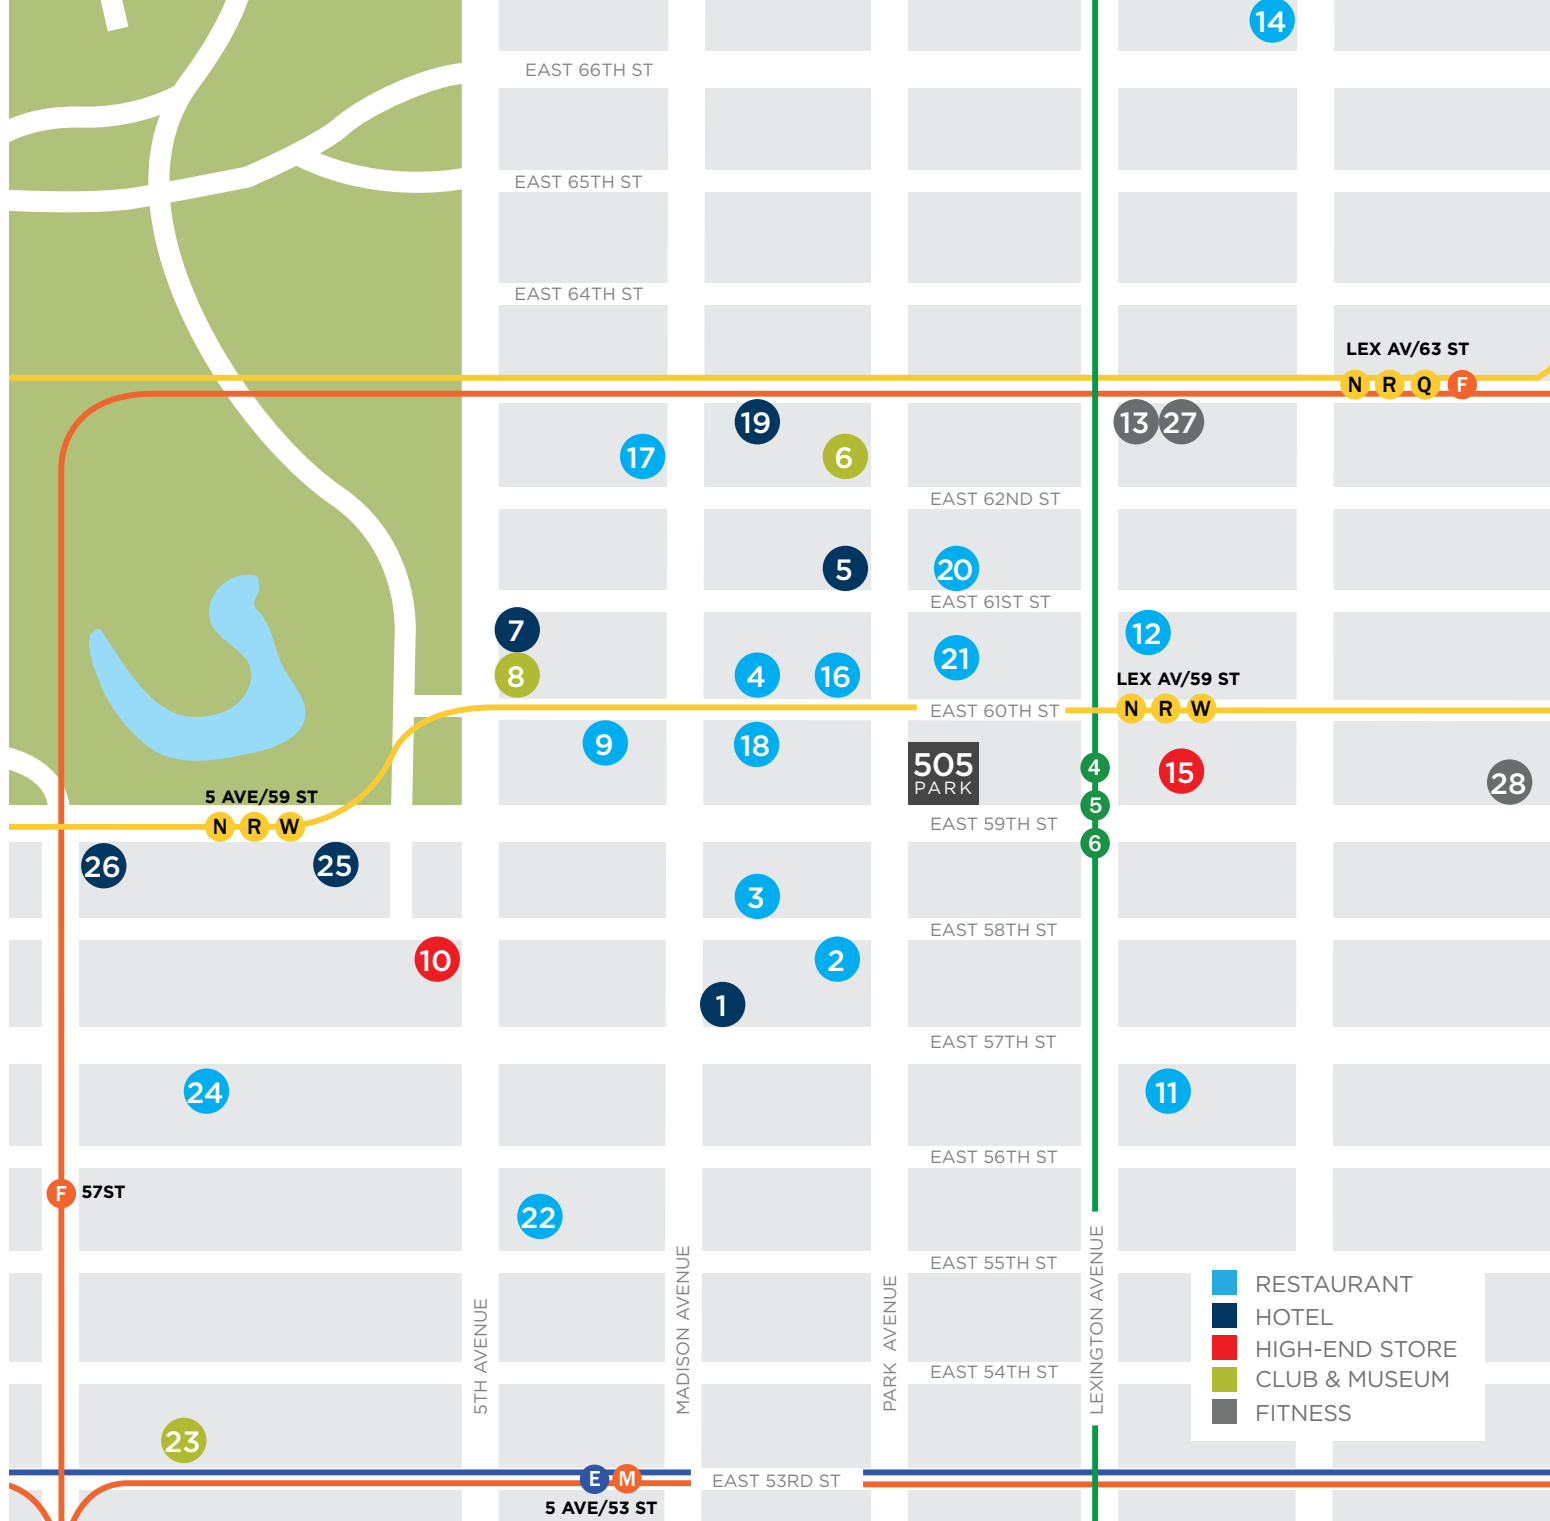 14
EAST 66TH ST
EAST 65TH ST
EAST 64TH ST
LEX AV/63 ST
N R Q F
19
13 27
17
6
EAST 62ND ST
5
20
EAST 61ST ST
7
12
21
8
4
16
LEX AV/59 ST
EAST 60TH ST
N R W
9
18
505
PARK
4
15
28
5 AVE/59 ST
5
N R W
EAST 59TH ST
6
26
25
3
EAST 58TH ST
10
2
1
EAST 57TH ST
24
11
EAST 56TH ST
F 57ST
22
EAST 55TH ST
5TH AVENUE
MADISON AVENUE
PARK AVENUE
LEXINGTON AVENUE
RESTAURANT
HOTEL
HIGH-END STORE
CLUB & MUSEUM
FITNESS
EAST 54TH ST
23
E M
EAST 53RD ST
5 AVE/53 ST